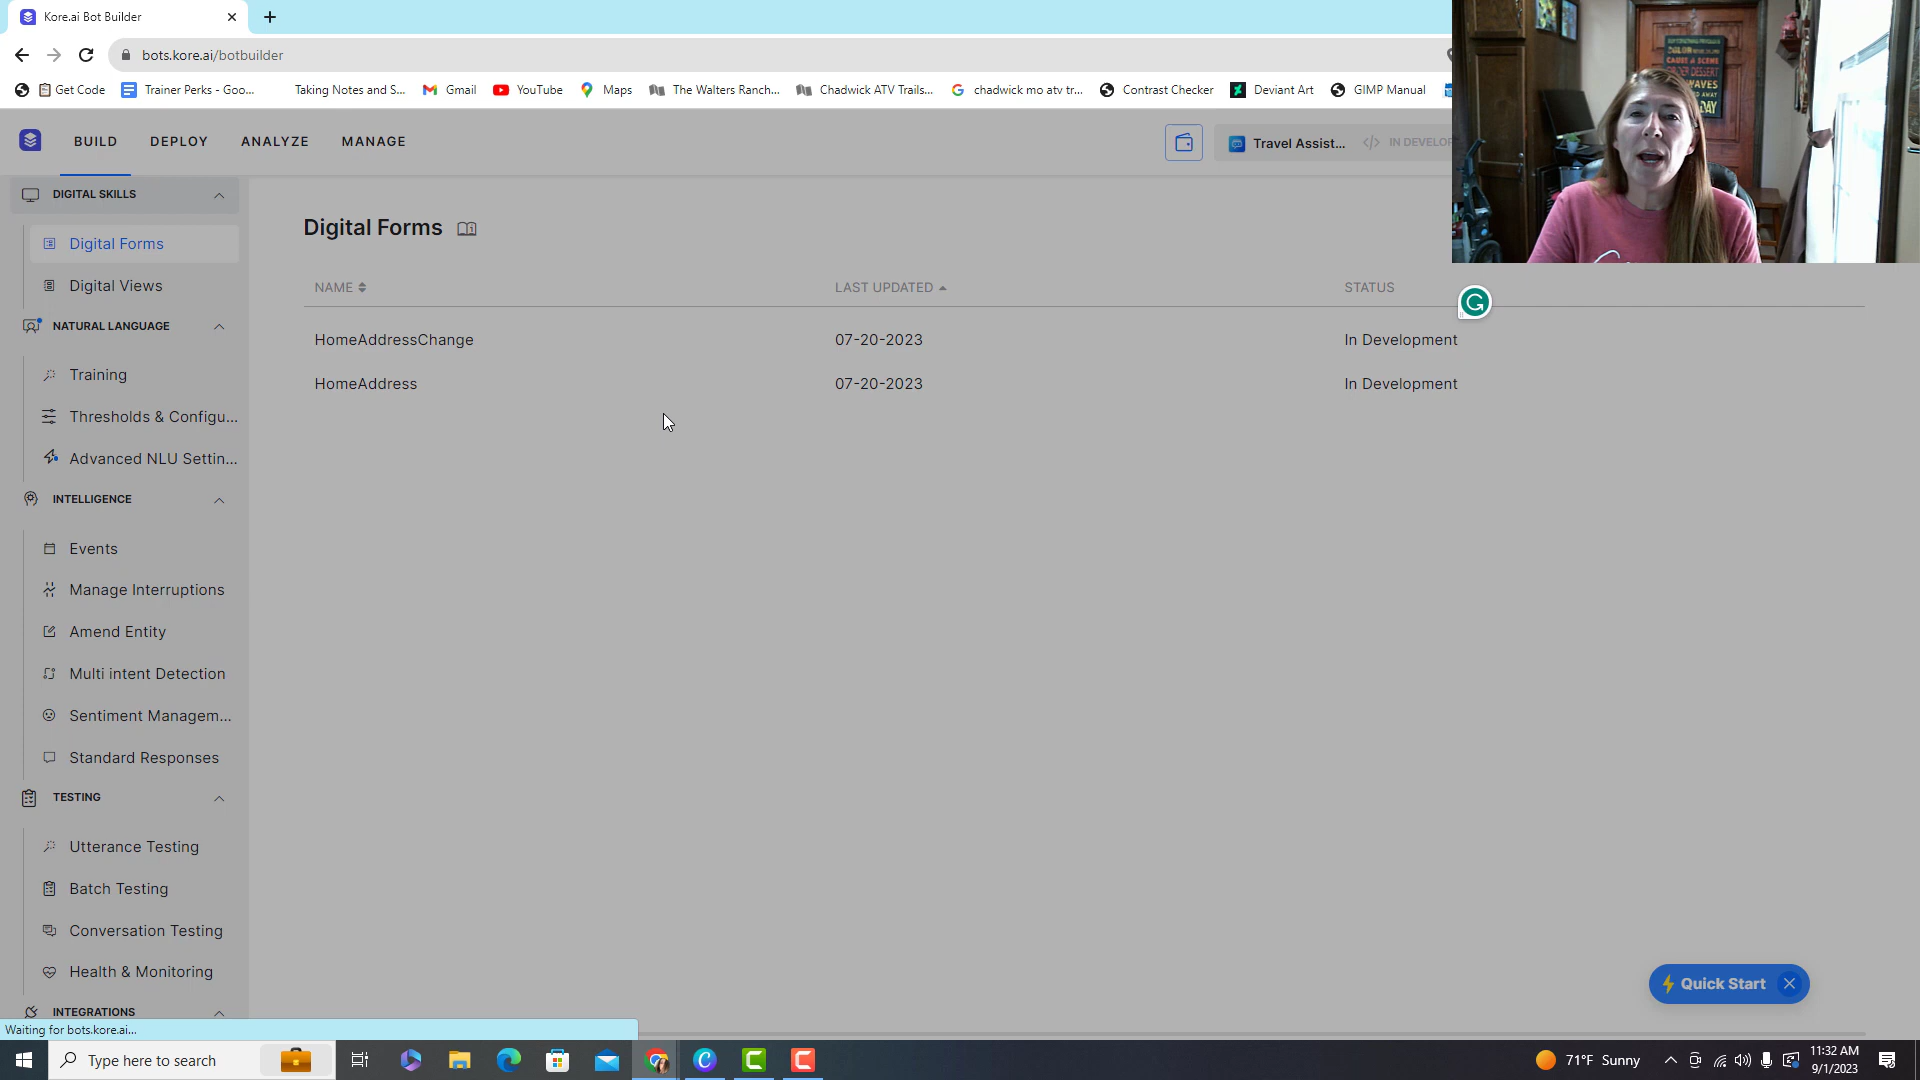 Kore.ai Bot Builder
bots.kore.ai/botbuilder
Get Code
Trainer Perks - Goo...
Taking Notes and S...
Gmail
YouTube
Maps
The Walters Ranch...
Chadwick ATV Trails...
chadwick mo atv tr...
Contrast Checker
Deviant Art
GIMP Manual
BUILD
DEPLOY
ANALYZE
MANAGE
Travel Assist...
IN DEVELOP
CAUSE A SCENE
DIGITAL SKILLS
Digital Forms
Digital Views
NATURAL LANGUAGE
Training
Thresholds & Configu...
Advanced NLU Settin...
INTELLIGENCE
Events
Manage Interruptions
Amend Entity
Multi intent Detection
Sentiment Managem...
Standard Responses
TESTING
Utterance Testing
Batch Testing
Conversation Testing
Health & Monitoring
INTEGRATIONS
Digital Forms
NAME
LAST UPDATED
STATUS
HomeAddressChange
07-20-2023
In Development
HomeAddress
07-20-2023
In Development
Quick Start
Waiting for bots.kore.ai...
Type here to search
71°F Sunny
11:32 AM
9/1/2023